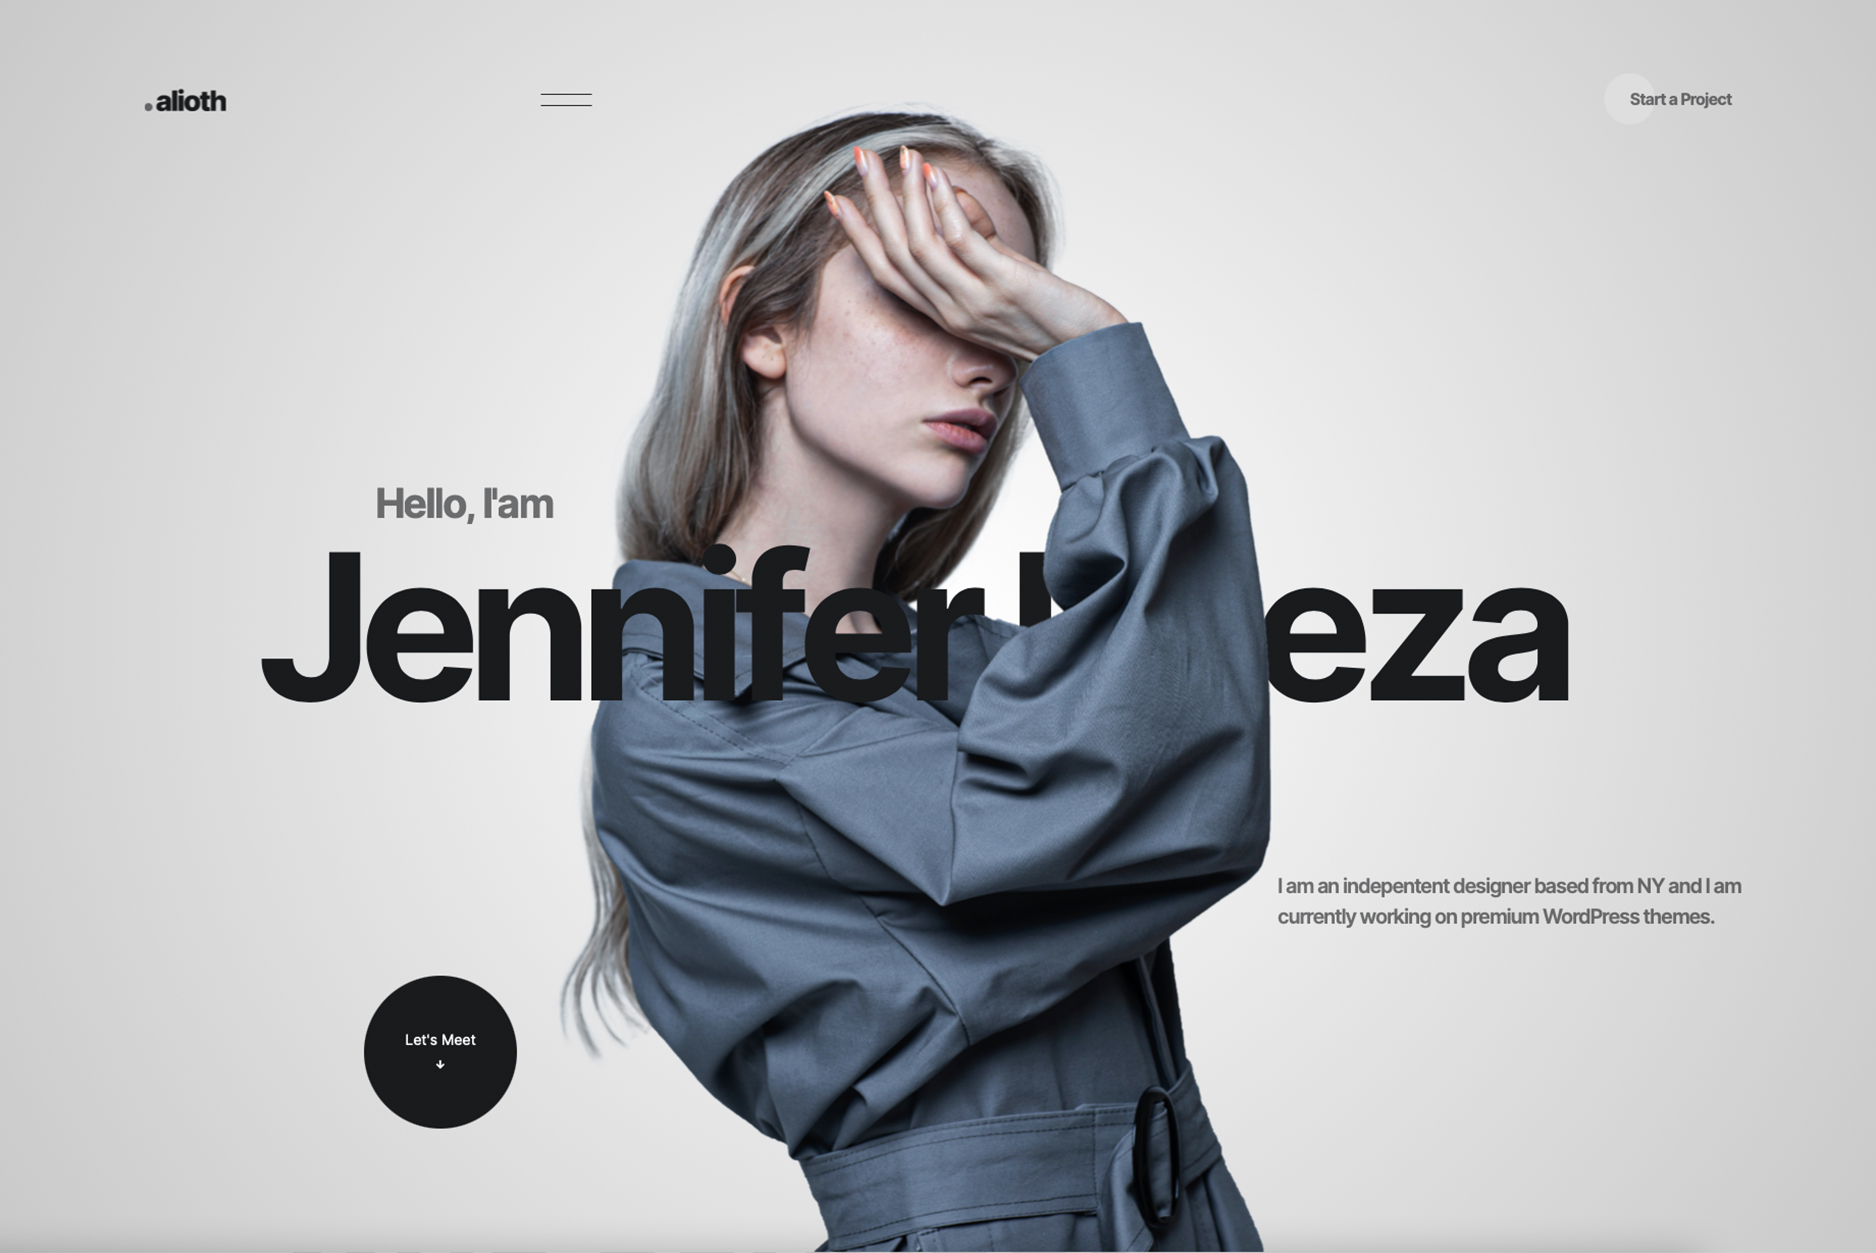 .alioth
Start a Project
Hello, I'am
Jennifer eza
I am an indepentent designer based from NY and I am
currently working on premium WordPress themes.
Let's Meet
↓